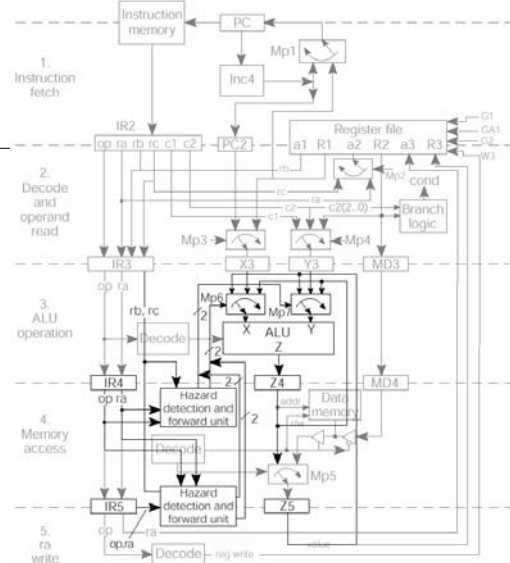 Instruction
memory
PC
Mp1
1.
Instruction
fetch
Inc4
IR2
op ra rb rc c1 c2
PC2
Register file
a1 R1 a2 R2 a3 R3
G1
GA1
G2
W3
2.
Decode
and
operand
read
rb
rc
ra
Mp2
cond
c2
c2(2..0)
c1
Branch
logic
Mp3
Mp4
IR3
X3
Y3
MD3
op ra
rb, rc
Mp6
Mp7
2
3.
ALU
operation
Decode
X
ALU
Y
Z
2
IR4
Z4
MD4
op ra
2
Hazard
detection and
forward unit
2
addr
Data
memory
4.
Memory
access
r/w
Decode
Mp5
Hazard
detection and
forward unit
IR5
Z5
op
ra
op,ra
value
5.
ra
write
Decode
reg write